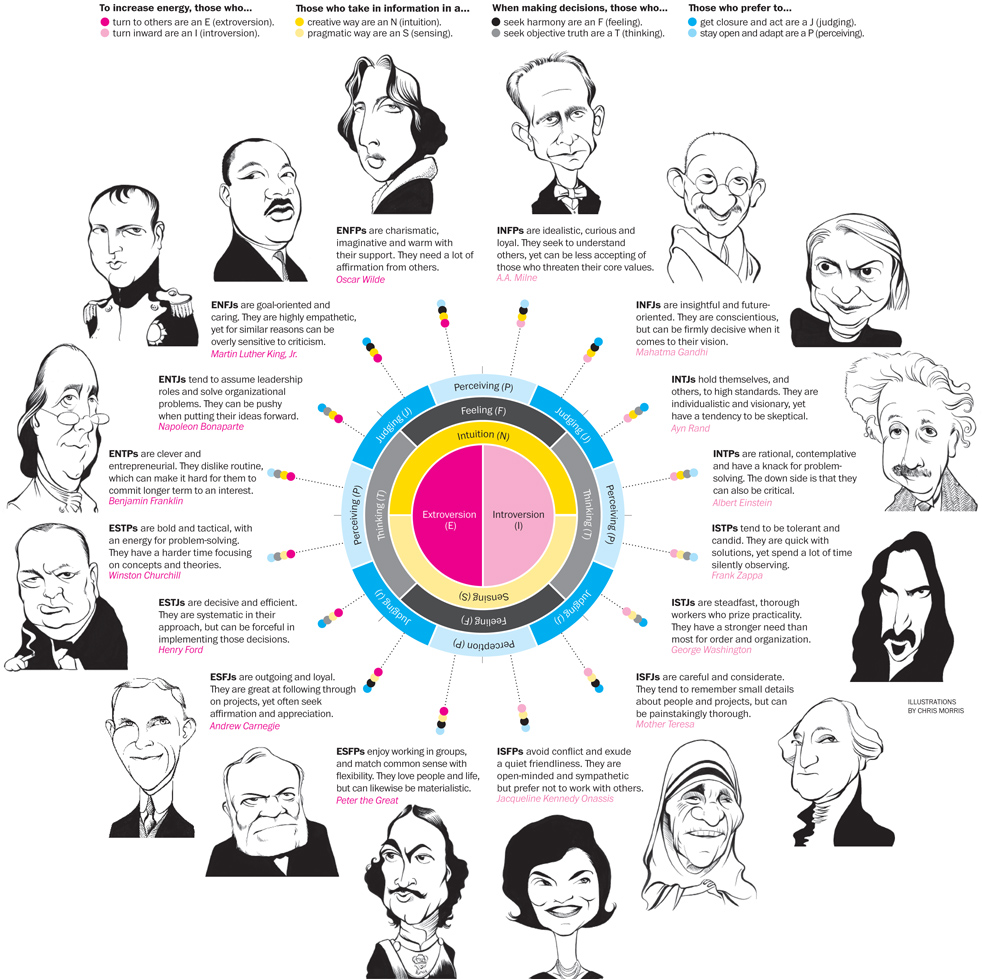 To increase energy, those who...
turn to others are an E (extroversion).
turn inward are an I (introversion).
Those who take in information in a...
creative way are an N (intuition).
pragmatic way are an S (sensing).
When making decisions, those who...
seek harmony are an F (feeling).
seek objective truth are a T (thinking).
Those who prefer to...
get closure and act are a J (judging).
stay open and adapt are a P (perceiving).
ENFPs are charismatic,
imaginative and warm with
their support. They need a lot of
affirmation from others.
Oscar Wilde
INFPs are idealistic, curious and
loyal. They seek to understand
others, yet can be less accepting of
those who threaten their core values.
A.A. Milne
ENFJs are goal-oriented and
caring. They are highly empathetic,
yet for similar reasons can be
overly sensitive to criticism.
Martin Luther King, Jr.
INFJs are insightful and future-
oriented. They are conscientious,
but can be firmly decisive when it
comes to their vision.
Mahatma Gandhi
ENTJs tend to assume leadership
roles and solve organizational
problems. They can be pushy
when putting their ideas forward.
Napoleon Bonaparte
INTJs hold themselves, and
others, to high standards. They are
individualistic and visionary, yet
have a tendency to be skeptical.
Ayn Rand
ENTPs are clever and
entrepreneurial. They dislike routine,
which can make it hard for them to
commit longer term to an interest.
Benjamin Franklin
INTPs are rational, contemplative
and have a knack for problem-
solving. The down side is that they
can also be critical.
Albert Einstein
ESTPs are bold and tactical, with
an energy for problem-solving.
They have a harder time focusing
on concepts and theories.
Winston Churchill
ISTPs tend to be tolerant and
candid. They are quick with
solutions, yet spend a lot of time
silently observing.
Frank Zappa
ESTJs are decisive and efficient.
They are systematic in their
approach, but can be forceful in
implementing those decisions.
Henry Ford
ISTJs are steadfast, thorough
workers who prize practicality.
They have a stronger need than
most for order and organization.
George Washington
ESFJs are outgoing and loyal.
They are great at following through
on projects, yet often seek
affirmation and appreciation.
Andrew Carnegie
ISFJs are careful and considerate.
They tend to remember small details
about people and projects, but can
be painstakingly thorough.
Mother Teresa
ESFPs enjoy working in groups,
and match common sense with
flexibility. They love people and life,
but can likewise be materialistic.
Peter the Great
ISFPs avoid conflict and exude
a quiet friendliness. They are
open-minded and sympathetic
but prefer not to work with others.
Jacqueline Kennedy Onassis
Perceiving (P)
Judging (J)
Judging (J)
Feeling (F)
Intuition (N)
Perceiving (P)
Thinking (T)
Extroversion
(E)
Introversion
(I)
Thinking (T)
Perceiving (P)
Sensing (S)
Feeling (F)
Judging (J)
Judging (J)
Perception (P)
ILLUSTRATIONS
BY CHRIS MORRIS